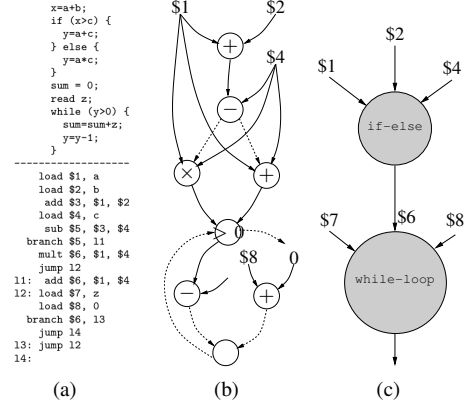 x=a+b;
if (x>c) {
y=a+c;
} else {
y=a*c;
}
sum = 0;
read z;
while (y>0) {
sum=sum+z;
y=y-1;
}
--------------------
load $1, a
load $2, b
add $3, $1, $2
load $4, c
sub $5, $3, $4
branch $5, l1
mult $6, $1, $4
jump l2
l1: add $6, $1, $4
l2: load $7, z
load $8, 0
branch $6, l3
jump l4
l3: jump l2
l4:
(a)
$1
$2
+
$4
−
×
+
> 0
$8
0
−
+
(b)
$2
$1
$4
if-else
$7
$6
$8
while-loop
(c)